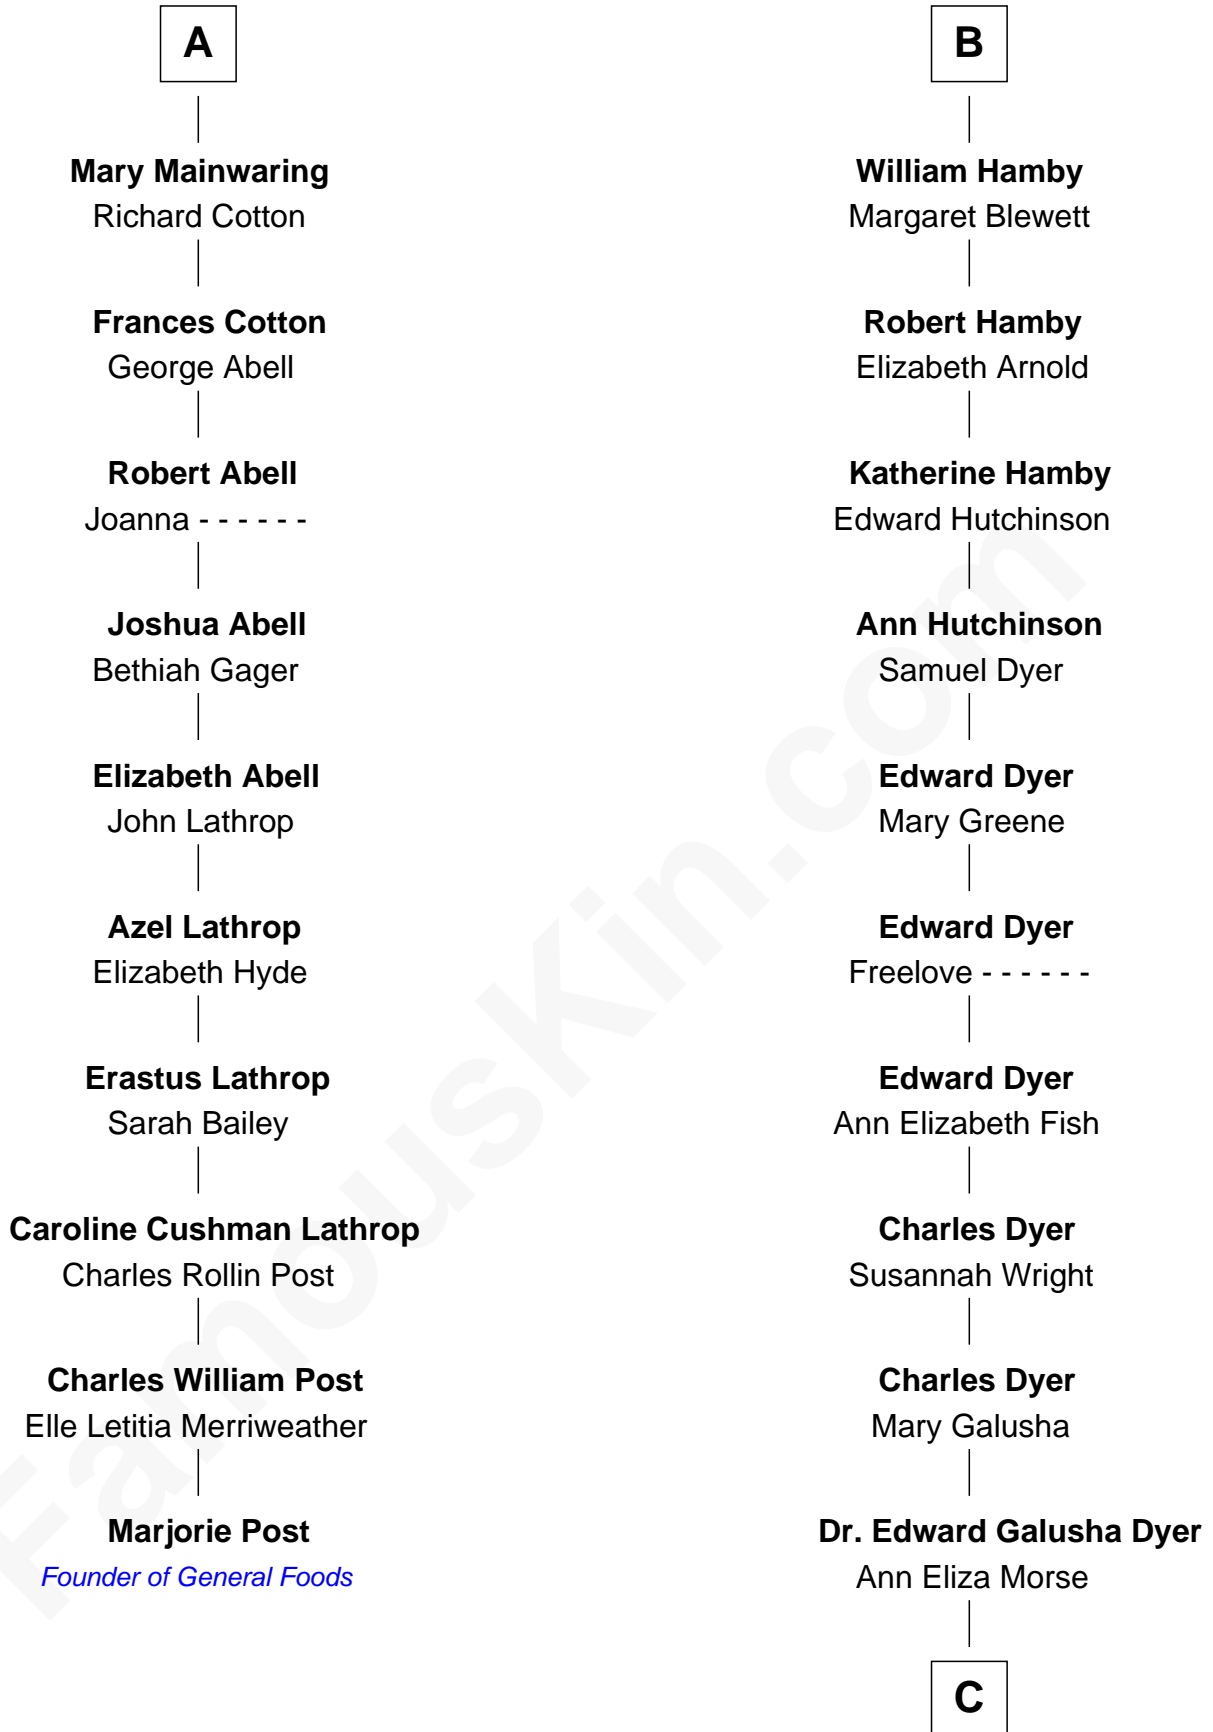 A
Mary Mainwaring
Richard Cotton
Frances Cotton
George Abell
Robert Abell
Joanna - - - - - -
Joshua Abell
Bethiah Gager
Elizabeth Abell
John Lathrop
Azel Lathrop
Elizabeth Hyde
Erastus Lathrop
Sarah Bailey
Caroline Cushman Lathrop
Charles Rollin Post
Charles William Post
Elle Letitia Merriweather
Marjorie Post
Founder of General Foods
B
William Hamby
Margaret Blewett
Robert Hamby
Elizabeth Arnold
Katherine Hamby
Edward Hutchinson
Ann Hutchinson
Samuel Dyer
Edward Dyer
Mary Greene
Edward Dyer
Freelove - - - - - -
Edward Dyer
Ann Elizabeth Fish
Charles Dyer
Susannah Wright
Charles Dyer
Mary Galusha
Dr. Edward Galusha Dyer
Ann Eliza Morse
C
FamousKin.com